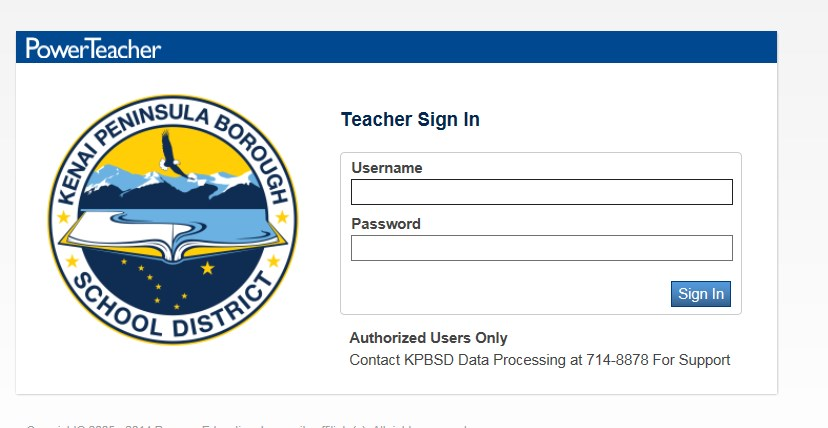 PowerTeacher
KENAI PENINSULA BOROUGH
SCHOOL DISTRICT
Teacher Sign In
Username
Password
Sign In
Authorized Users Only
Contact KPBSD Data Processing at 714-8878 For Support